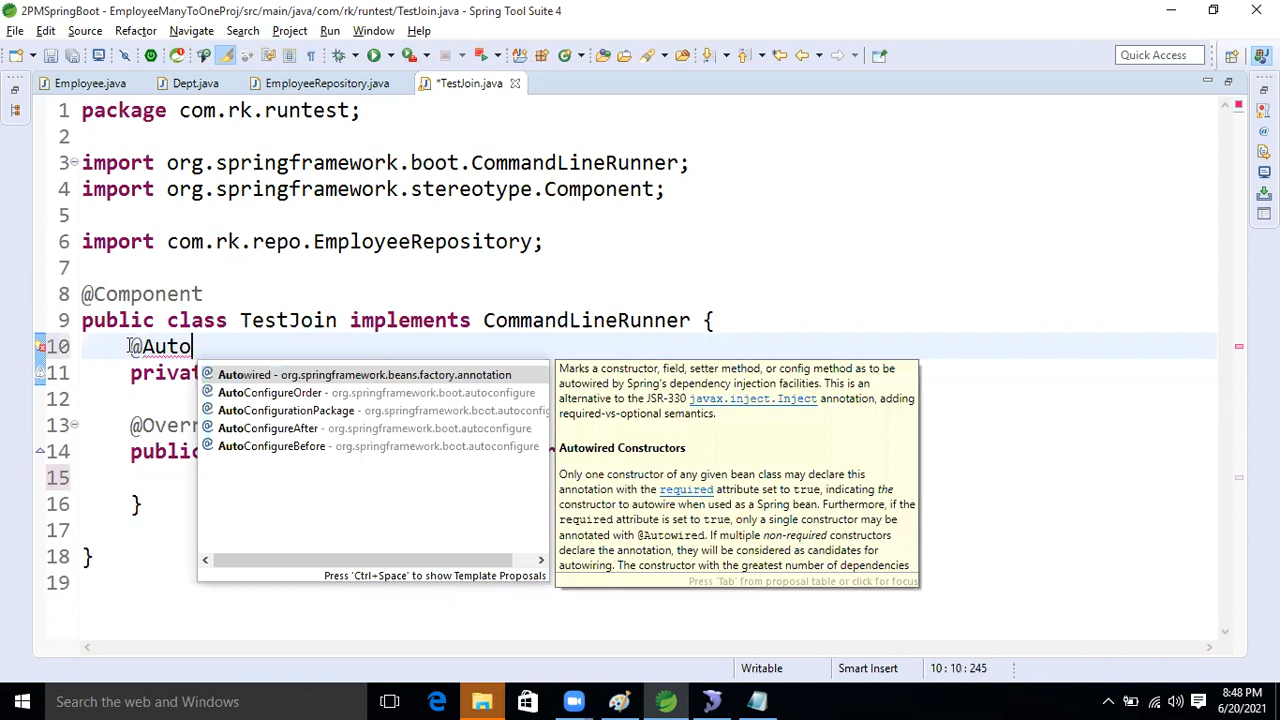 2PMSpringBoot - EmployeeManyToOneProj/src/main/java/com/rk/runtest/TestJoin.java - Spring Tool Suite 4
File Edit Source Refactor Navigate Search Project Run Window Help
Quick Access
Employee.java Dept.java EmployeeRepository.java *TestJoin.java
1 package com.rk.runtest;
2
3 import org.springframework.boot.CommandLineRunner;
4 import org.springframework.stereotype.Component;
5
6 import com.rk.repo.EmployeeRepository;
7
8 @Component
9 public class TestJoin implements CommandLineRunner {
10 @Auto
11 privat
12
13 @Overr
14 public
15
16 }
17
18 }
19
Autowired - org.springframework.beans.factory.annotation
AutoConfigureOrder - org.springframework.boot.autoconfigure
AutoConfigurationPackage - org.springframework.boot.autoconfig
AutoConfigureAfter - org.springframework.boot.autoconfigure
AutoConfigureBefore - org.springframework.boot.autoconfigure
Press 'Ctrl+Space' to show Template Proposals
Marks a constructor, field, setter method, or config method as to be
autowired by Spring's dependency injection facilities. This is an
alternative to the JSR-330 javax.inject.Inject annotation, adding
required-vs-optional semantics.
Autowired Constructors
Only one constructor of any given bean class may declare this
annotation with the required attribute set to true, indicating the
constructor to autowire when used as a Spring bean. Furthermore, if the
required attribute is set to true, only a single constructor may be
annotated with @Autowired. If multiple non-required constructors
declare the annotation, they will be considered as candidates for
autowiring. The constructor with the greatest number of dependencies
Press 'Tab' from proposal table or click for focus
Writable Smart Insert 10:10:245
Search the web and Windows
8:48 PM
6/20/2021